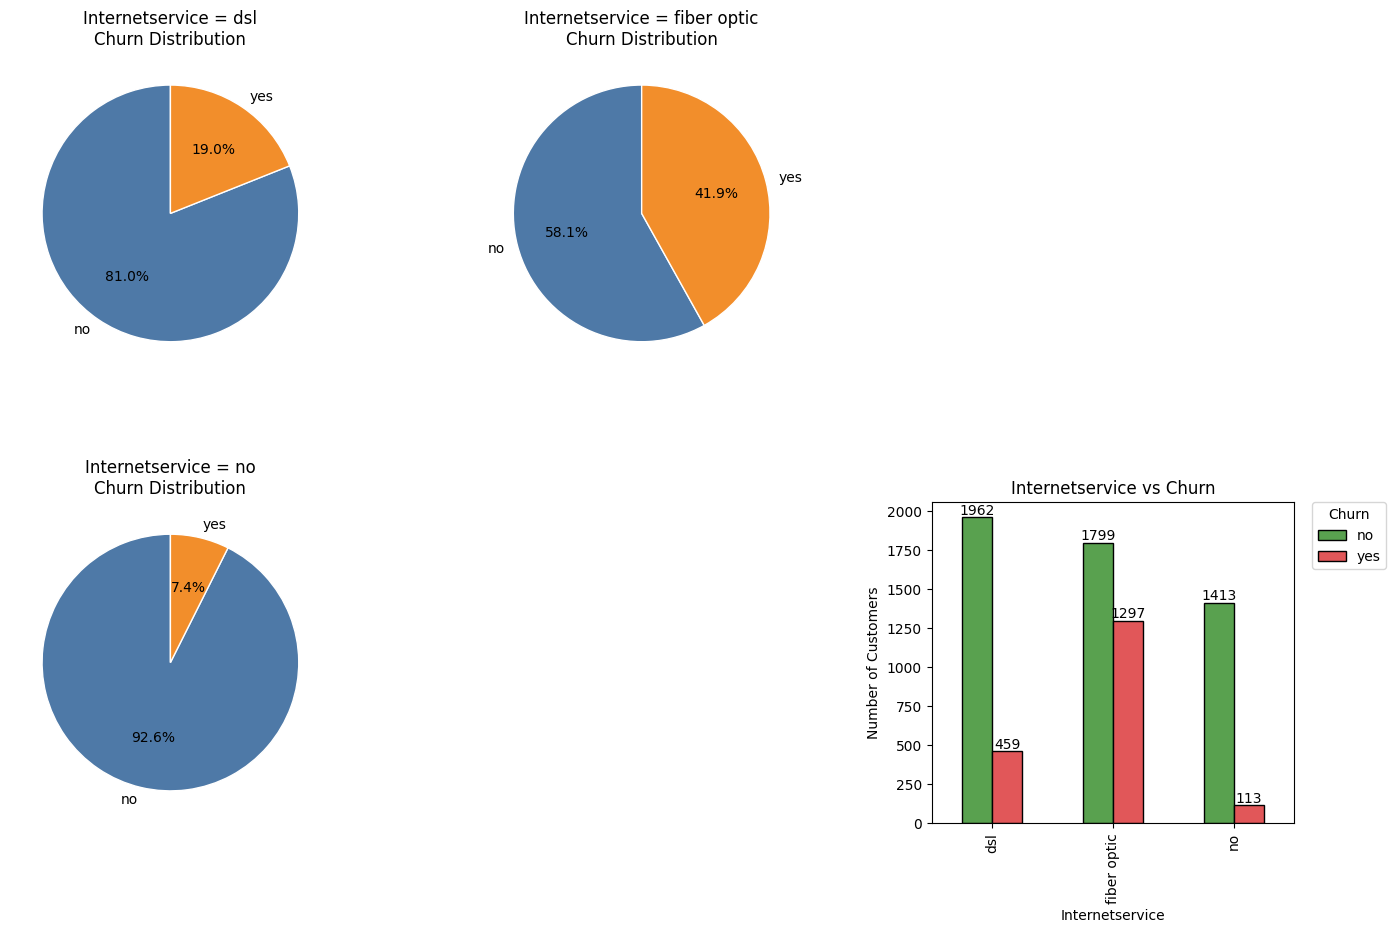 Internetservice = dsl
Churn Distribution
yes
19.0%
81.0%
no
Internetservice = fiber optic
Churn Distribution
yes
41.9%
58.1%
no
Internetservice = no
Churn Distribution
yes
7.4%
92.6%
no
Internetservice vs Churn
Churn
no
yes
Number of Customers
2000
1750
1500
1250
1000
750
500
250
0
1962
459
1799
1297
1413
113
dsl
fiber optic
no
Internetservice